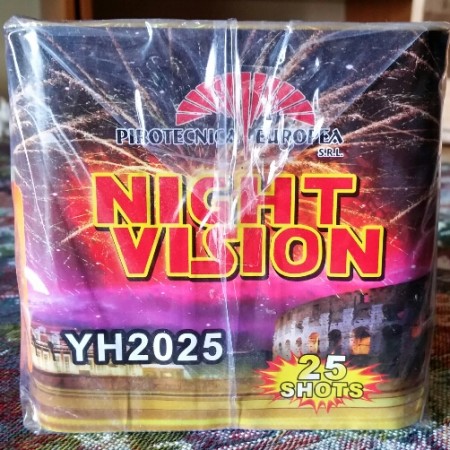 PIROTECNICA EUROPEA
S.R.L.
NIGHT
VISION
YH2025
25
SHOTS